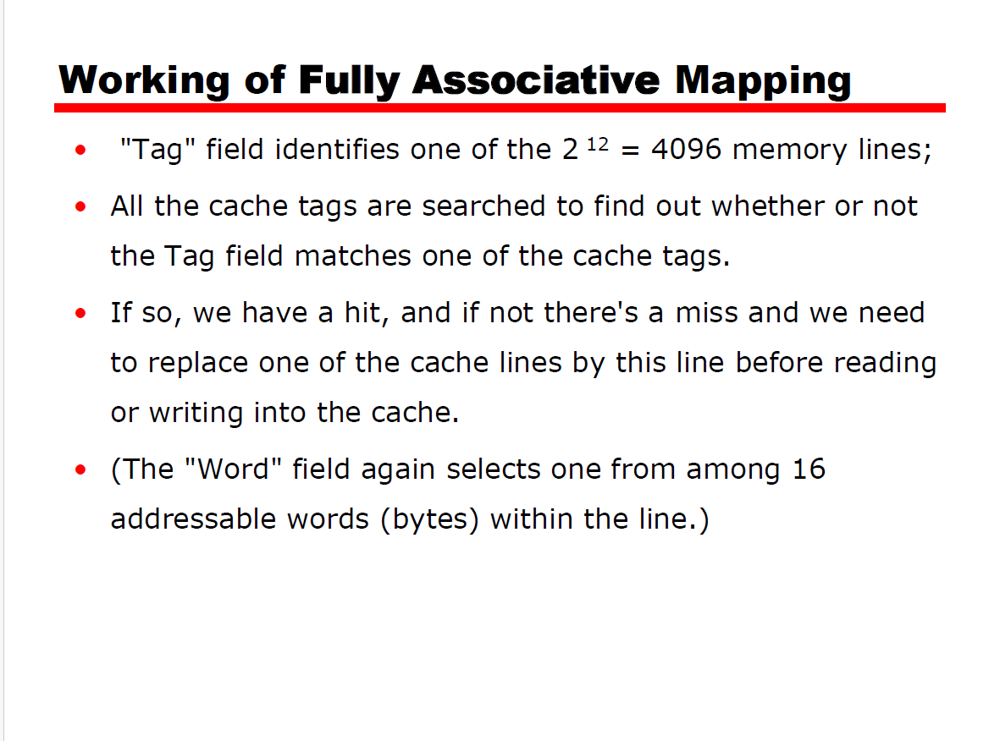 Working of Fully Associative Mapping
• "Tag" field identifies one of the 2 12 = 4096 memory lines;
• All the cache tags are searched to find out whether or not
the Tag field matches one of the cache tags.
• If so, we have a hit, and if not there's a miss and we need
to replace one of the cache lines by this line before reading
or writing into the cache.
• (The "Word" field again selects one from among 16
addressable words (bytes) within the line.)